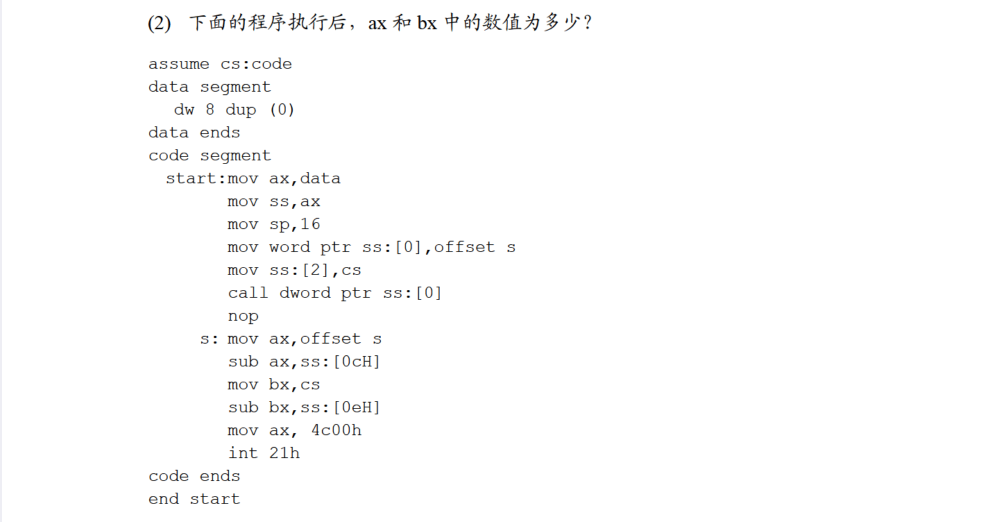 (2) 下面的程序执行后，ax 和 bx 中的数值为多少？
assume cs:code
data segment
dw 8 dup (0)
data ends
code segment
start:mov ax,data
mov ss,ax
mov sp,16
mov word ptr ss:[0],offset s
mov ss:[2],cs
call dword ptr ss:[0]
nop
s: mov ax,offset s
sub ax,ss:[0cH]
mov bx,cs
sub bx,ss:[0eH]
mov ax, 4c00h
int 21h
code ends
end start